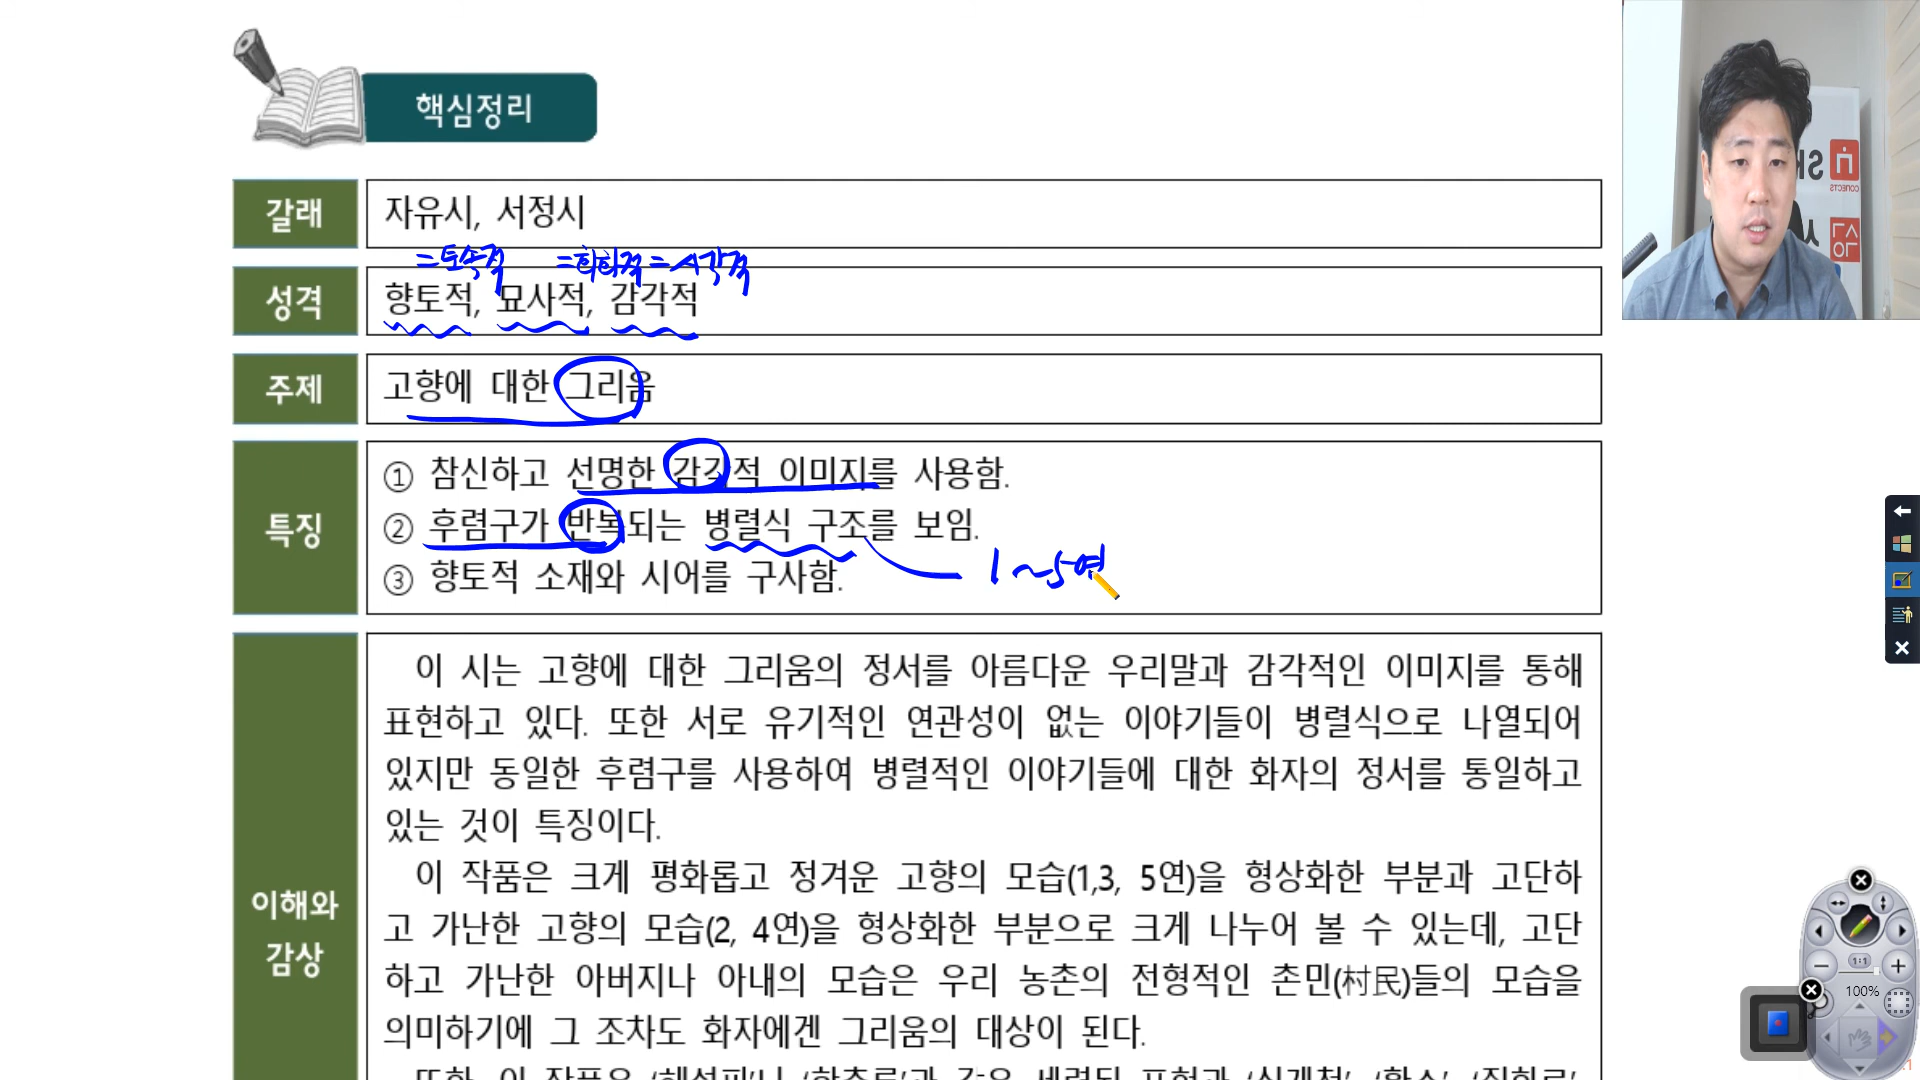 핵심정리
갈래
자유시, 서정시
=토속적 =회화적=시각적
성격
향토적, 묘사적, 감각적
주제
고향에 대한 그리움
특징
① 참신하고 선명한 감각적 이미지를 사용함.
② 후렴구가 반복되는 병렬식 구조를 보임.
1~5연
③ 향토적 소재와 시어를 구사함.
이해와
감상
이 시는 고향에 대한 그리움의 정서를 아름다운 우리말과 감각적인 이미지를 통해
표현하고 있다. 또한 서로 유기적인 연관성이 없는 이야기들이 병렬식으로 나열되어
있지만 동일한 후렴구를 사용하여 병렬적인 이야기들에 대한 화자의 정서를 통일하고
있는 것이 특징이다.
이 작품은 크게 평화롭고 정겨운 고향의 모습(1,3, 5연)을 형상화한 부분과 고단하
고 가난한 고향의 모습(2, 4연)을 형상화한 부분으로 크게 나누어 볼 수 있는데, 고단
하고 가난한 아버지나 아내의 모습은 우리 농촌의 전형적인 촌민(村民)들의 모습을
의미하기에 그 조차도 화자에겐 그리움의 대상이 된다.
1:1
100%